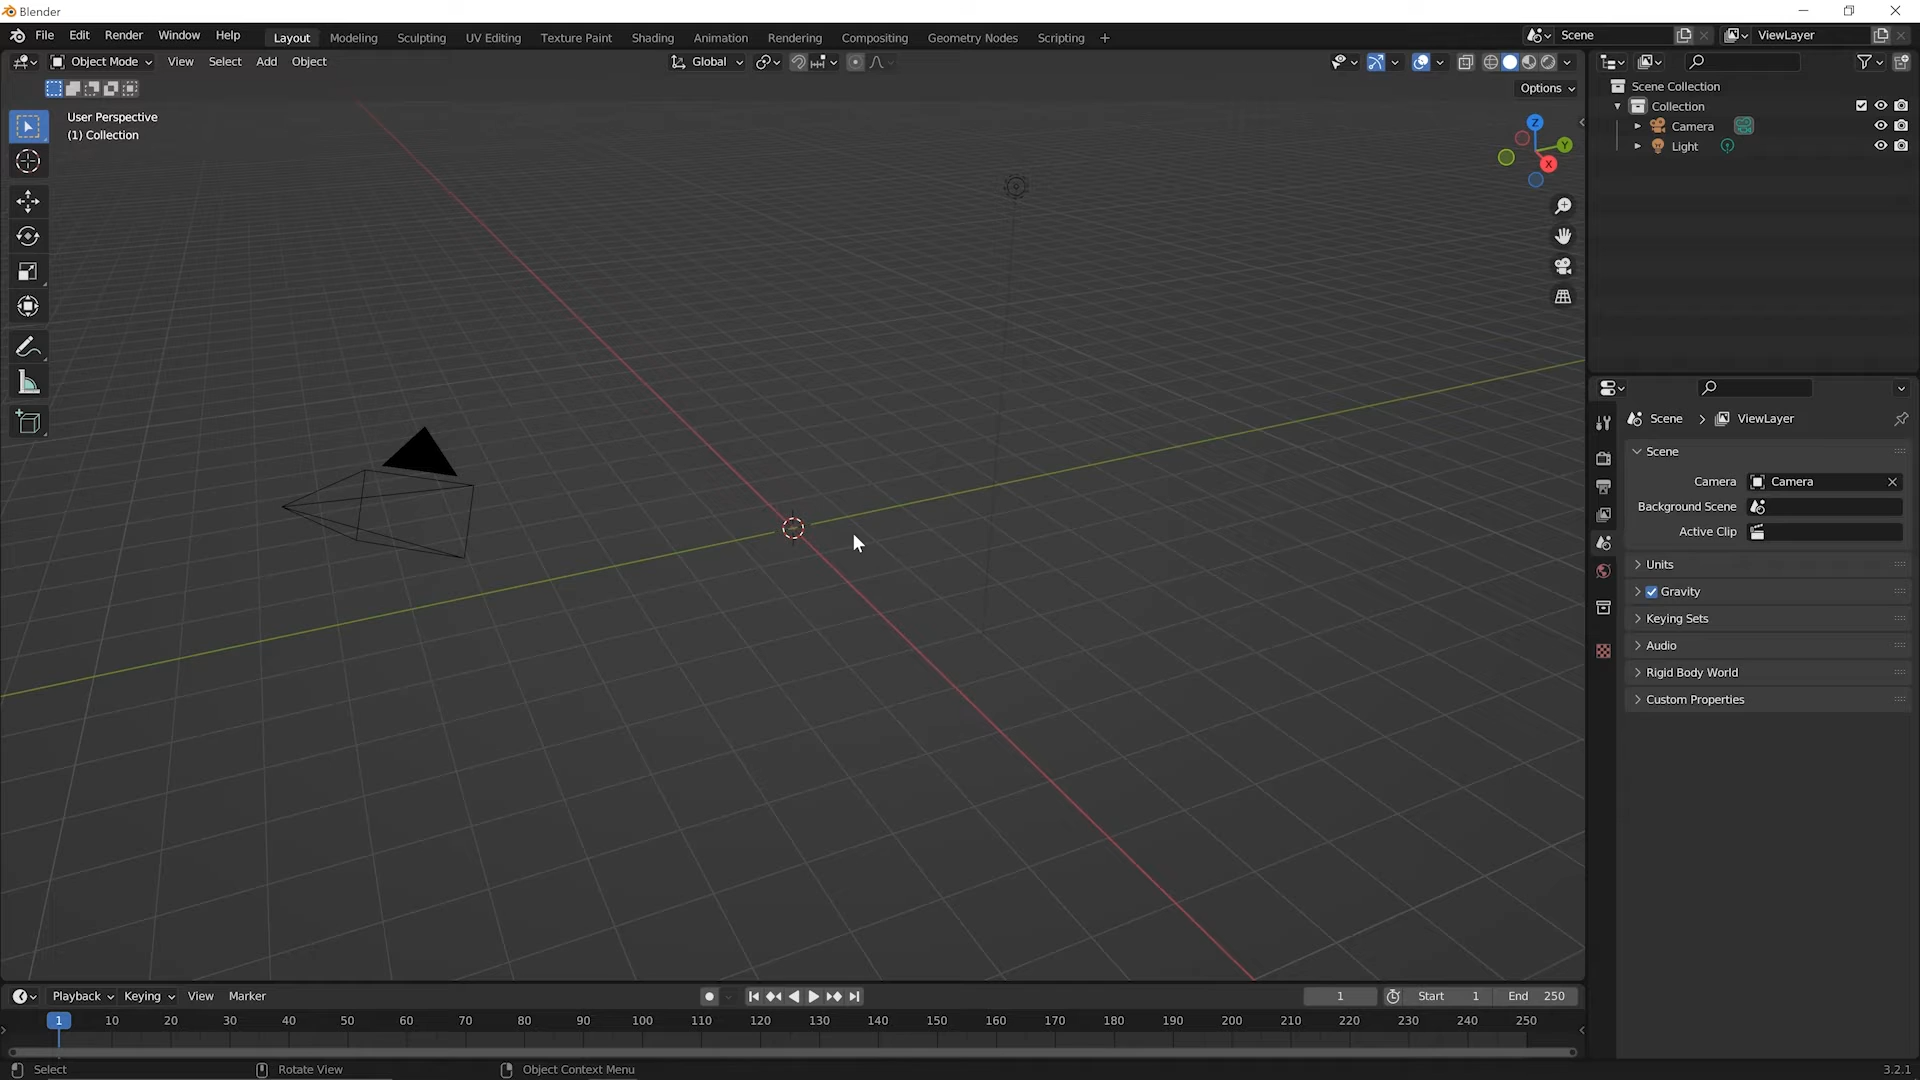 Blender
File Edit Render Window Help Layout Modeling Sculpting UV Editing Texture Paint Shading Animation Rendering Compositing Geometry Nodes Scripting + Scene ViewLayer
Object Mode View Select Add Object Global
Options
User Perspective
(1) Collection
Z
Y
X
Scene Collection
Collection
Camera
Light
Scene > ViewLayer
Scene
Camera Camera
Background Scene
Active Clip
Units
Gravity
Keying Sets
Audio
Rigid Body World
Custom Properties
Playback Keying View Marker 1 Start 1 End 250
1 10 20 30 40 50 60 70 80 90 100 110 120 130 140 150 160 170 180 190 200 210 220 230 240 250
Select Rotate View Object Context Menu 3.2.1